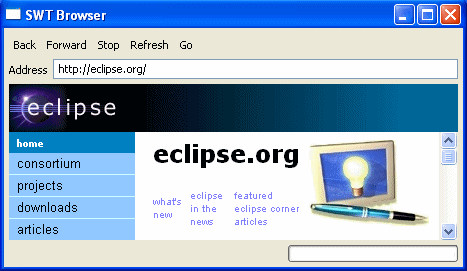 SWT Browser
Back Forward Stop Refresh Go
Address http://eclipse.org/
eclipse
home
consortium
projects
downloads
articles
eclipse.org
what's
new
eclipse
in the
news
featured
eclipse corner
articles